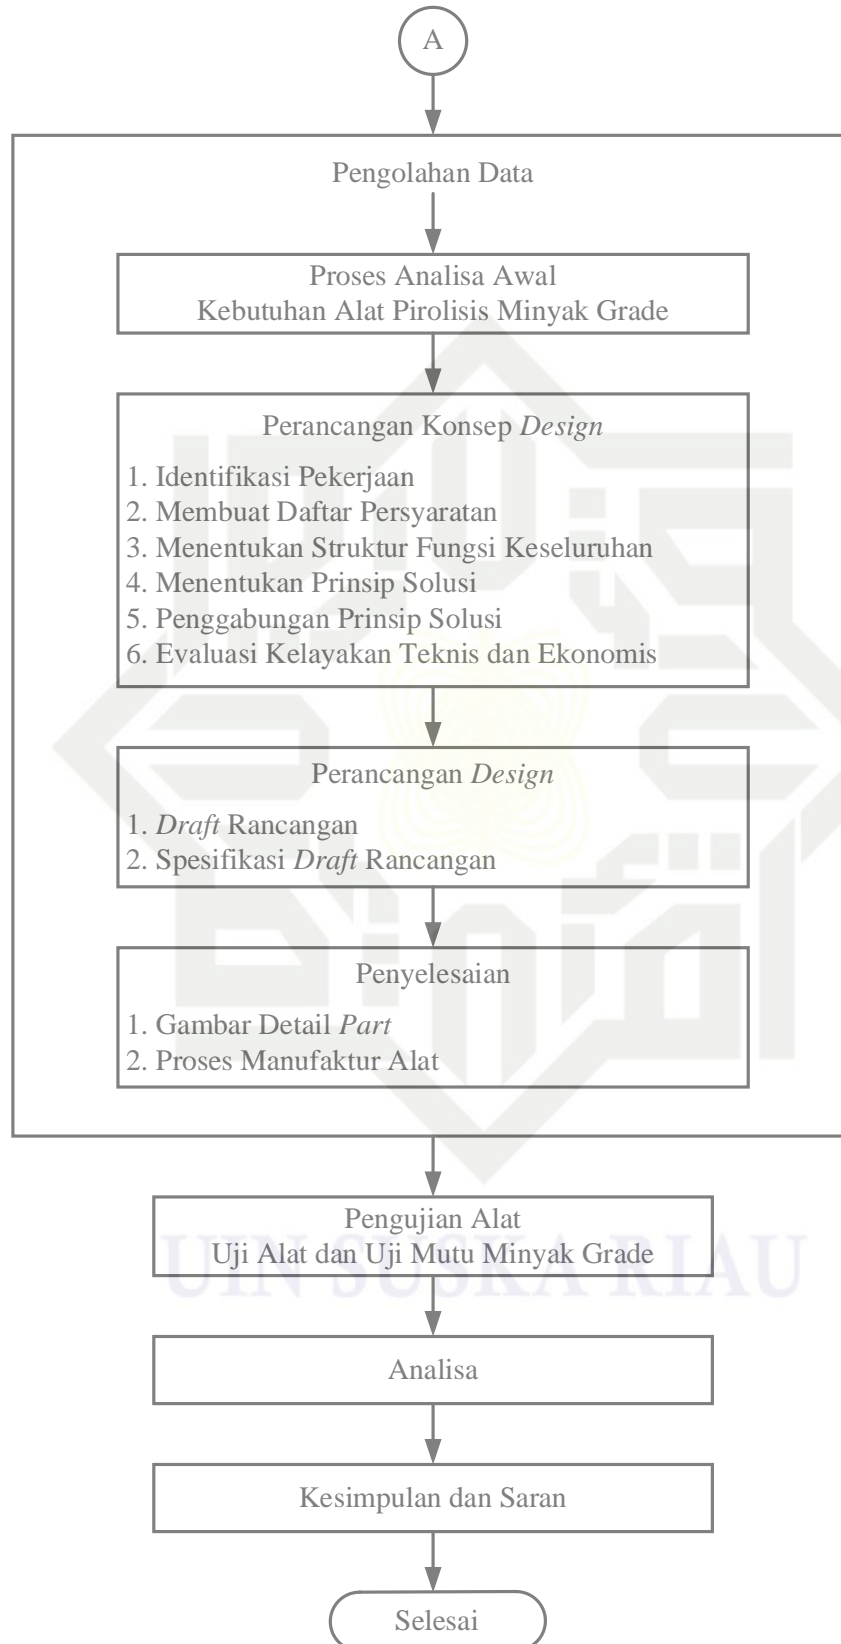 A
Pengolahan Data
Proses Analisa Awal
Kebutuhan Alat Pirolisis Minyak Grade
Perancangan Konsep Design
1. Identifikasi Pekerjaan
2. Membuat Daftar Persyaratan
3. Menentukan Struktur Fungsi Keseluruhan
4. Menentukan Prinsip Solusi
5. Penggabungan Prinsip Solusi
6. Evaluasi Kelayakan Teknis dan Ekonomis
Perancangan Design
1. Draft Rancangan
2. Spesifikasi Draft Rancangan
Penyelesaian
1. Gambar Detail Part
2. Proses Manufaktur Alat
Pengujian Alat
Uji Alat dan Uji Mutu Minyak Grade
UIN SUSKA RIAU
Analisa
Kesimpulan dan Saran
Selesai